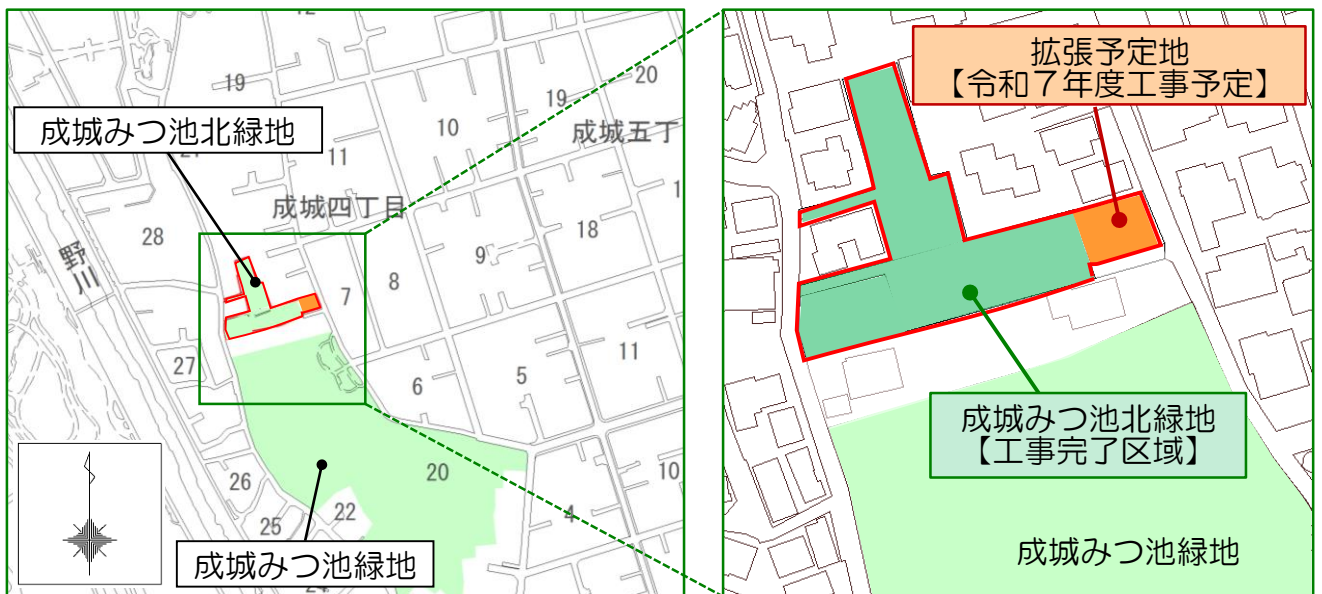 成城みつ池北緑地
19
12
20
19
10
成城五丁
11
成城四丁目
18
28
9
野川
7
8
27
11
6
5
26
20
10
22
4
25
成城みつ池緑地
拡張予定地
【令和7年度工事予定】
成城みつ池北緑地
【工事完了区域】
成城みつ池緑地